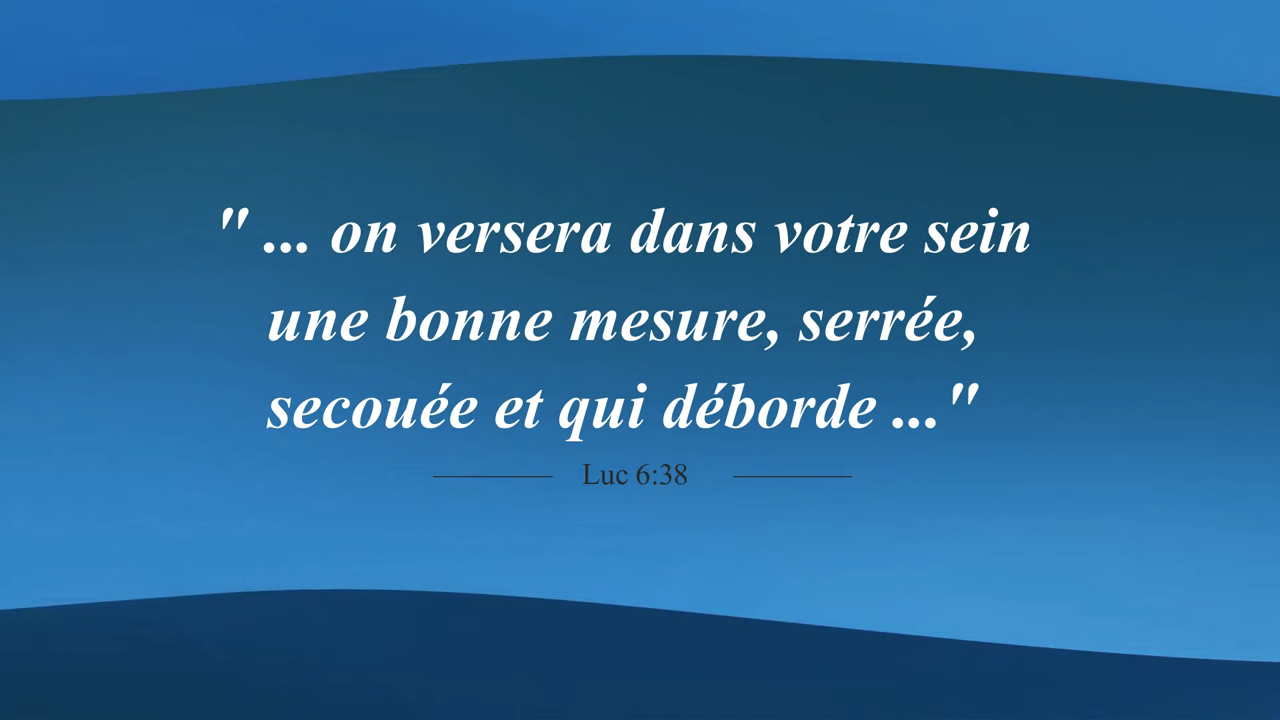 " ... on versera dans votre sein
une bonne mesure, serrée,
secouée et qui déborde ..."
Luc 6:38